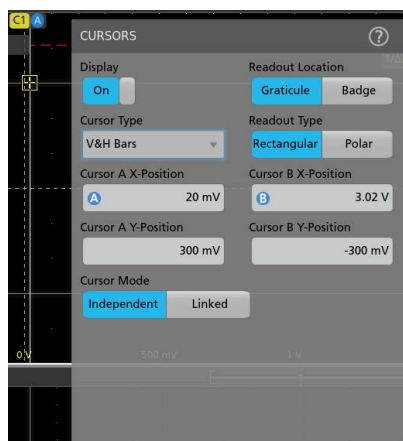 C1 A
CURSORS ?
1/Δ
Display Readout Location
On Graticule Badge
Cursor Type Readout Type
V&H Bars Rectangular Polar
Cursor A X-Position Cursor B X-Position
A 20 mV B 3.02 V
Cursor A Y-Position Cursor B Y-Position
300 mV -300 mV
Cursor Mode
Independent Linked
0 V 500 mV 1 V